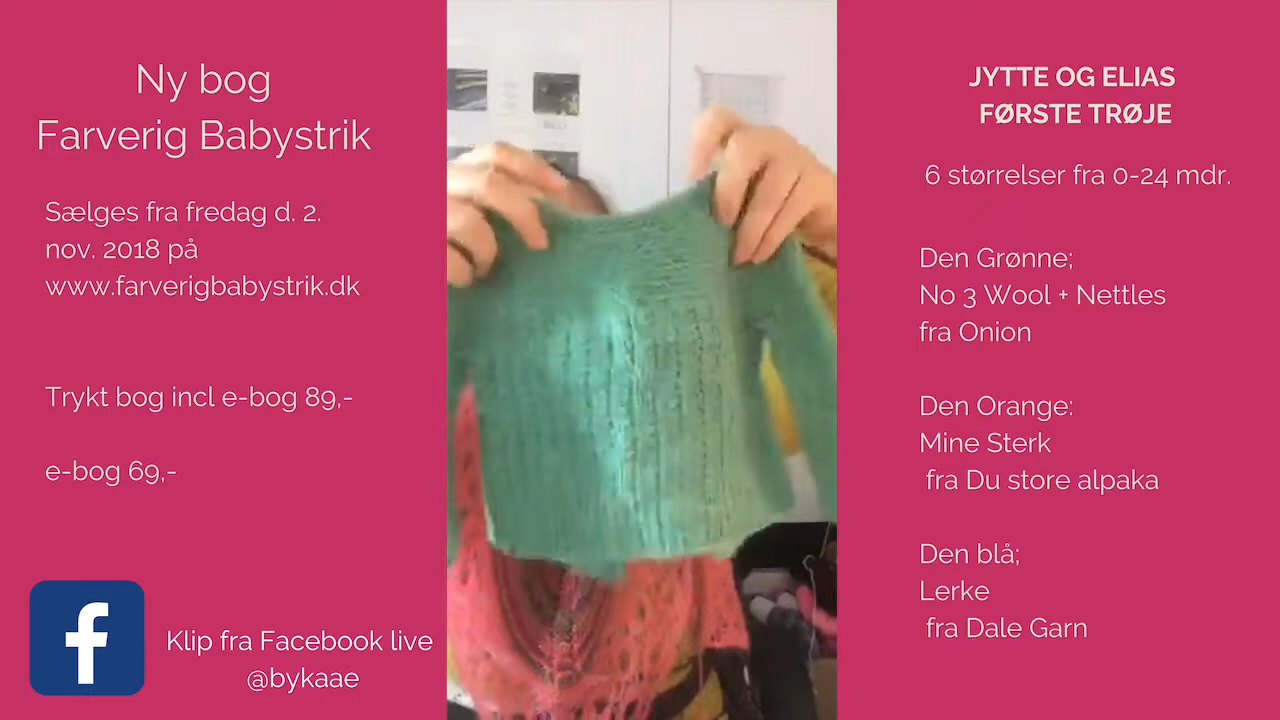 Ny bog
Farverig Babystrik
Sælges fra fredag d. 2.
nov. 2018 på
www.farverigbabystrik.dk
Trykt bog incl e-bog 89,-
e-bog 69,-
Klip fra Facebook live
@bykaae
JYTTE OG ELIAS
FØRSTE TRØJE
6 størrelser fra 0-24 mdr.
Den Grønne;
No 3 Wool + Nettles
fra Onion
Den Orange:
Mine Sterk
fra Du store alpaka
Den blå;
Lerke
fra Dale Garn